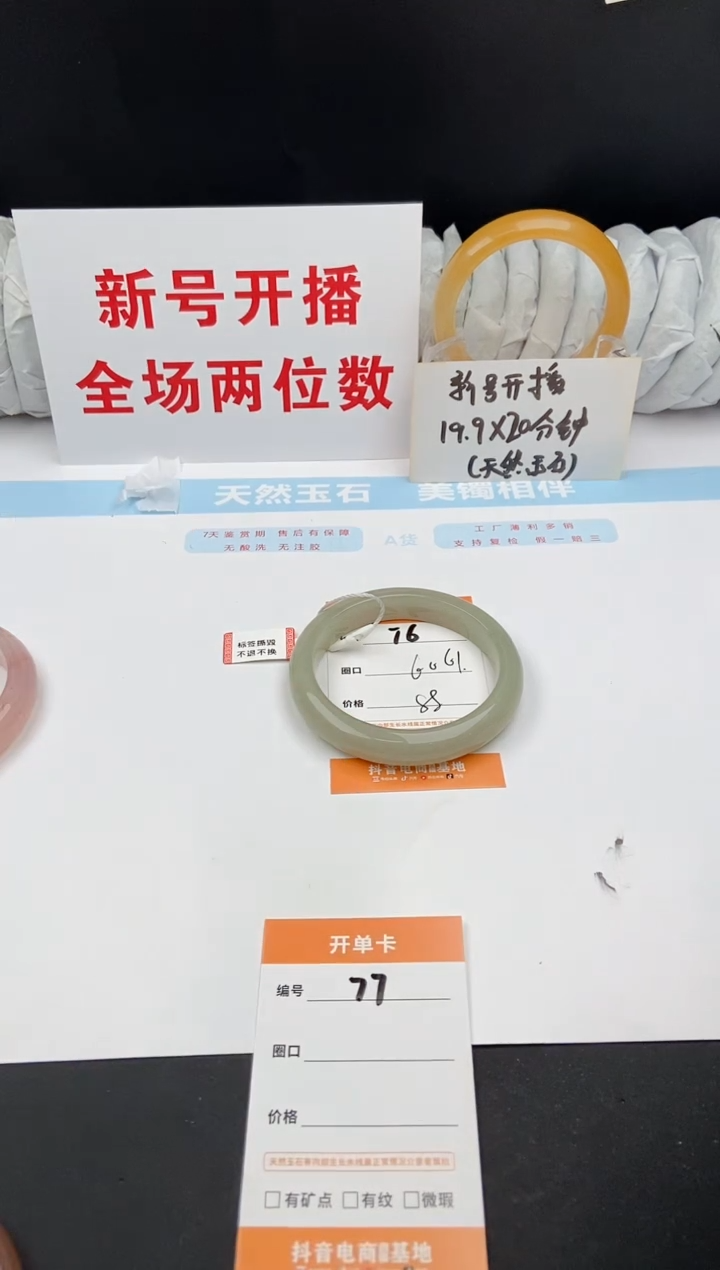 新号开播
全场两位数
新号开播
19.9X20分钟
(天然玉石)
天然玉石 美镯相伴
7天鉴赏期 售后有保障
无酸洗 无注胶
A货
工厂薄利多销
支持复检 假一赔三
标签撕毁
不退不换
76
圈口
价格 88
抖音电商 基地
开单卡
编号 77
圈口
价格
□有矿点 □有纹 □微瑕
抖音电商 基地